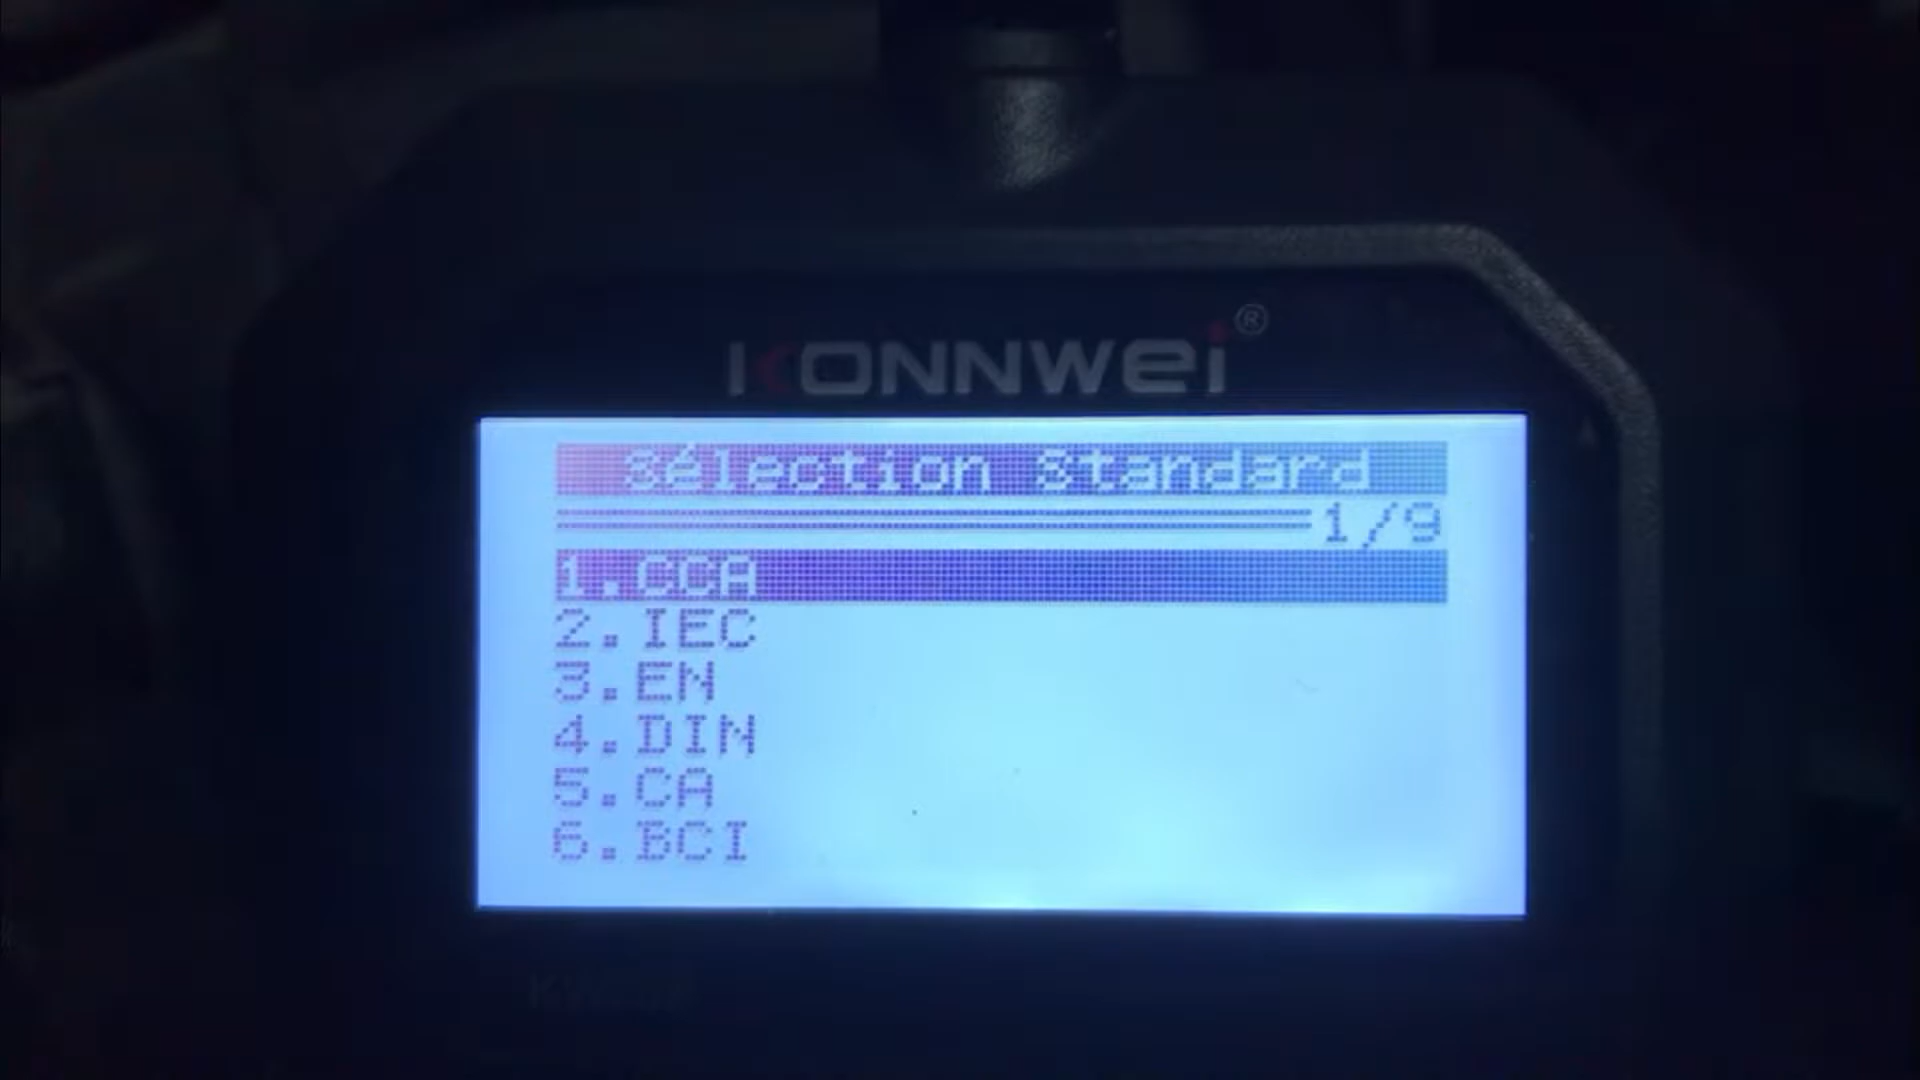 KONNWEI®
Sélection Standard
1/9
1.CCA
2.IEC
3.EN
4.DIN
5.CA
6.BCI